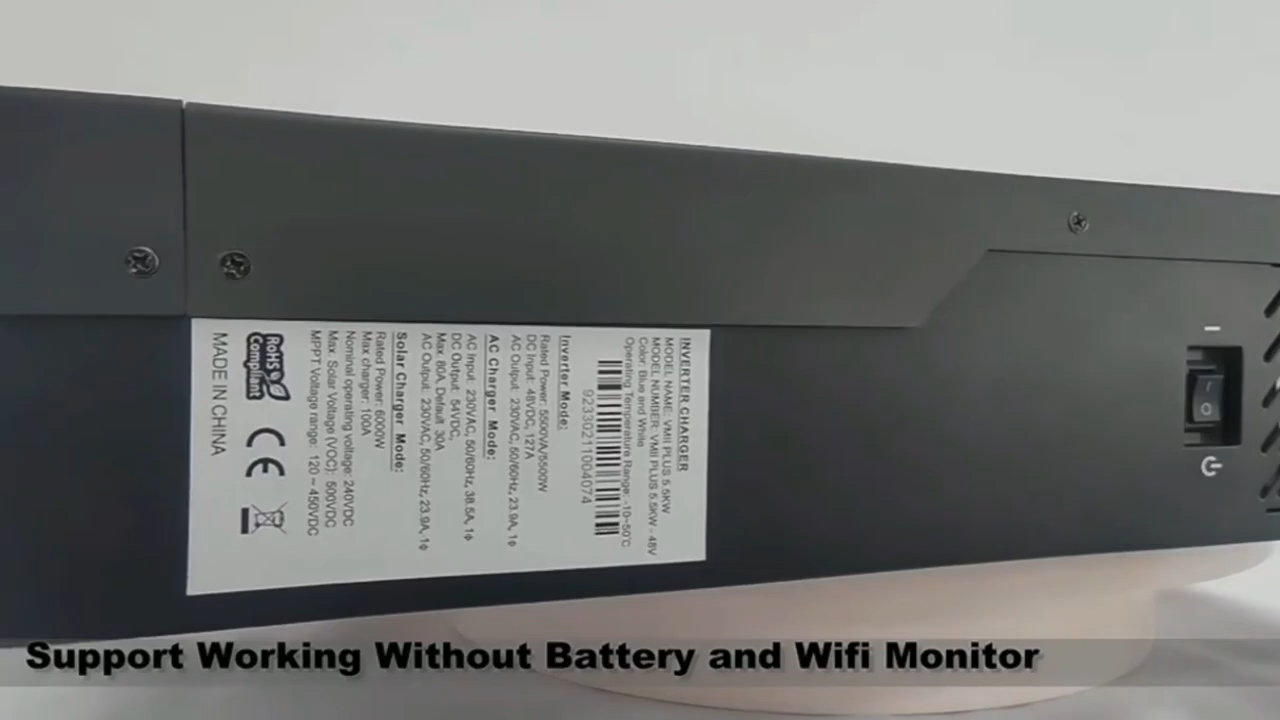 INVERTER CHARGER
MODEL NAME: VMII PLUS 5.5KW
MODEL NUMBER: VMII PLUS 5.5KW - 48V
Color: Blue and White
Operating Temperature Range: -10~50℃
92330211004074
Inverter Mode:
Rated Power: 5500VA/5500W
DC Input: 48VDC, 127A
AC Output: 230VAC, 50/60Hz, 23.9A, 1Φ
AC Charger Mode:
AC Input: 230VAC, 50/60Hz, 38.5A, 1Φ
DC Output: 54VDC,
Max. 80A, Default 30A
AC Output: 230VAC, 50/60Hz, 23.9A, 1Φ
Solar Charger Mode:
Rated Power: 6000W
Max charger: 100A
Nominal operating voltage: 240VDC
Max. Solar Voltage (VOC): 500VDC
MPPT Voltage range: 120~450VDC
RoHS
Compliant
CE
MADE IN CHINA
Support Working Without Battery and Wifi Monitor